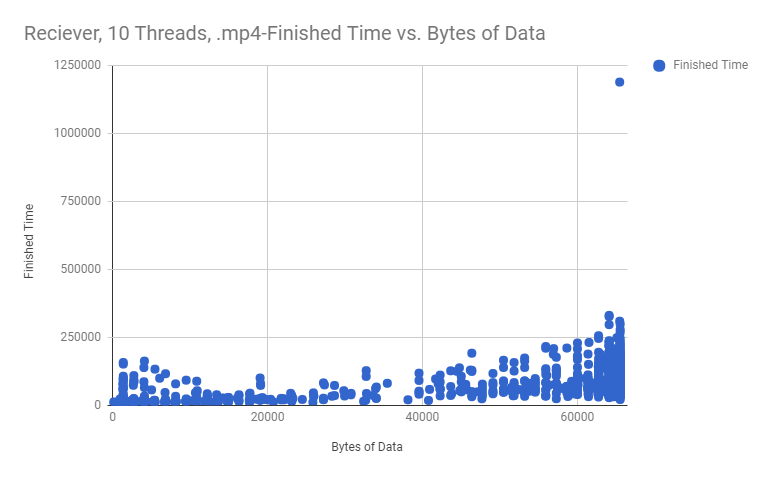 Reciever, 10 Threads, .mp4-Finished Time vs. Bytes of Data
Finished Time
1250000
1000000
750000
500000
250000
0
Finished Time
0 20000 40000 60000
Bytes of Data